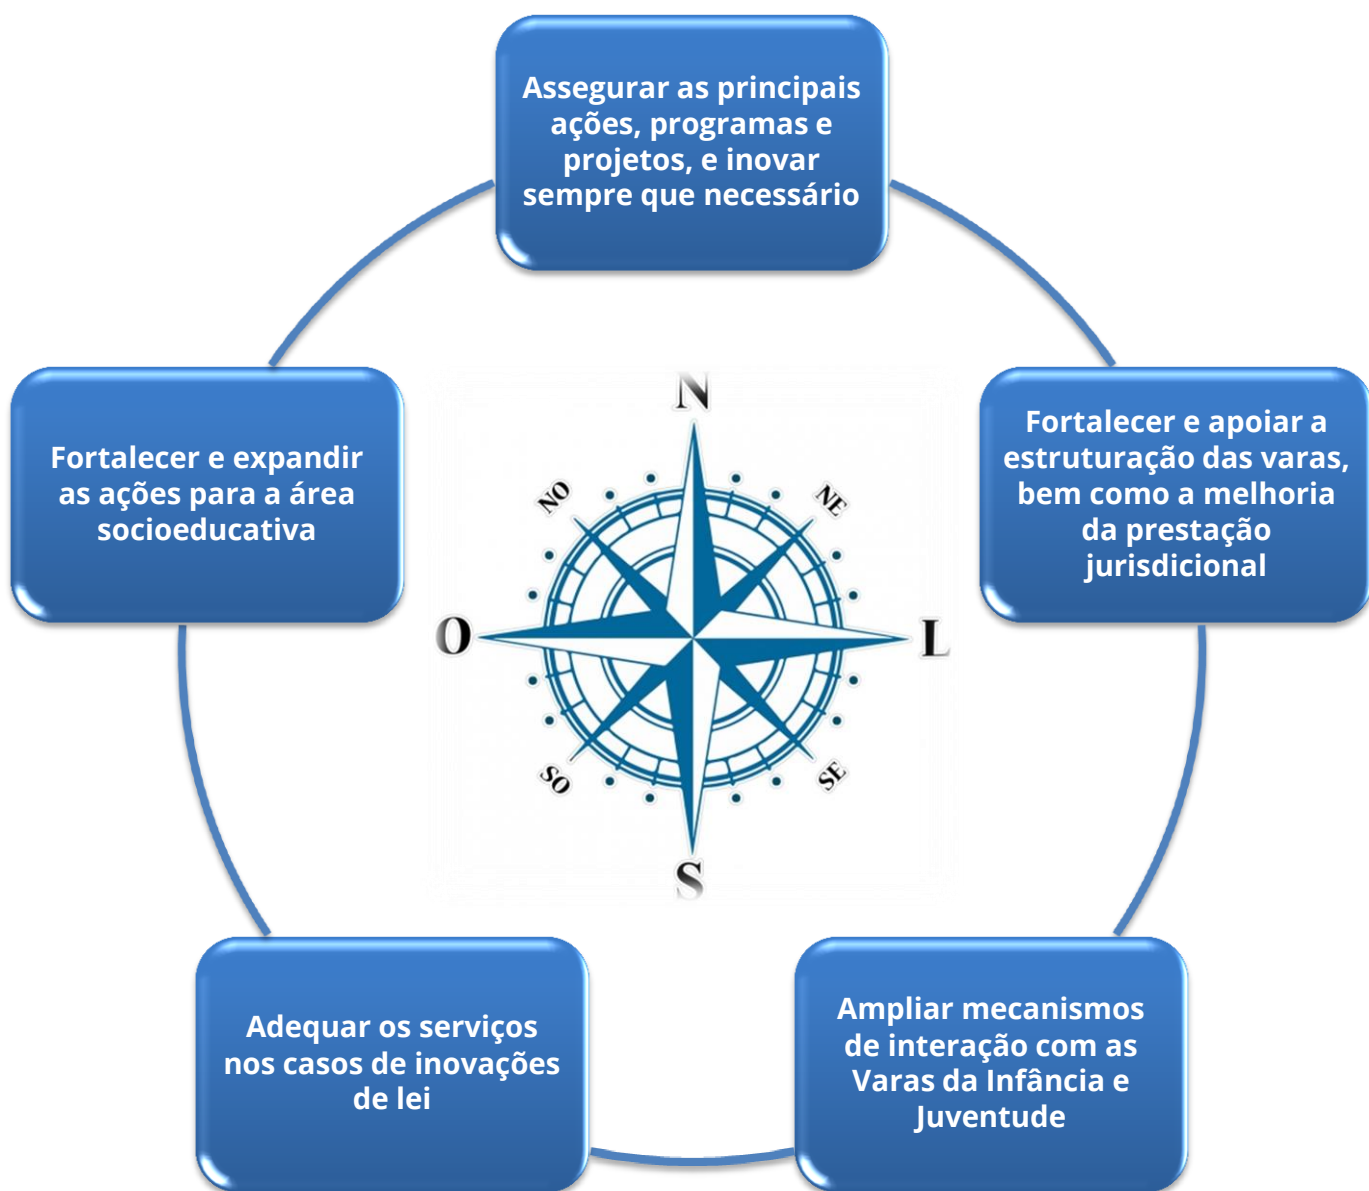 Assegurar as principais
ações, programas e
projetos, e inovar
sempre que necessário
Fortalecer e expandir
as ações para a área
socioeducativa
Fortalecer e apoiar a
estruturação das varas,
bem como a melhoria
da prestação
jurisdicional
N
NO
NE
O
L
SO
SE
S
Adequar os serviços
nos casos de inovações
de lei
Ampliar mecanismos
de interação com as
Varas da Infância e
Juventude